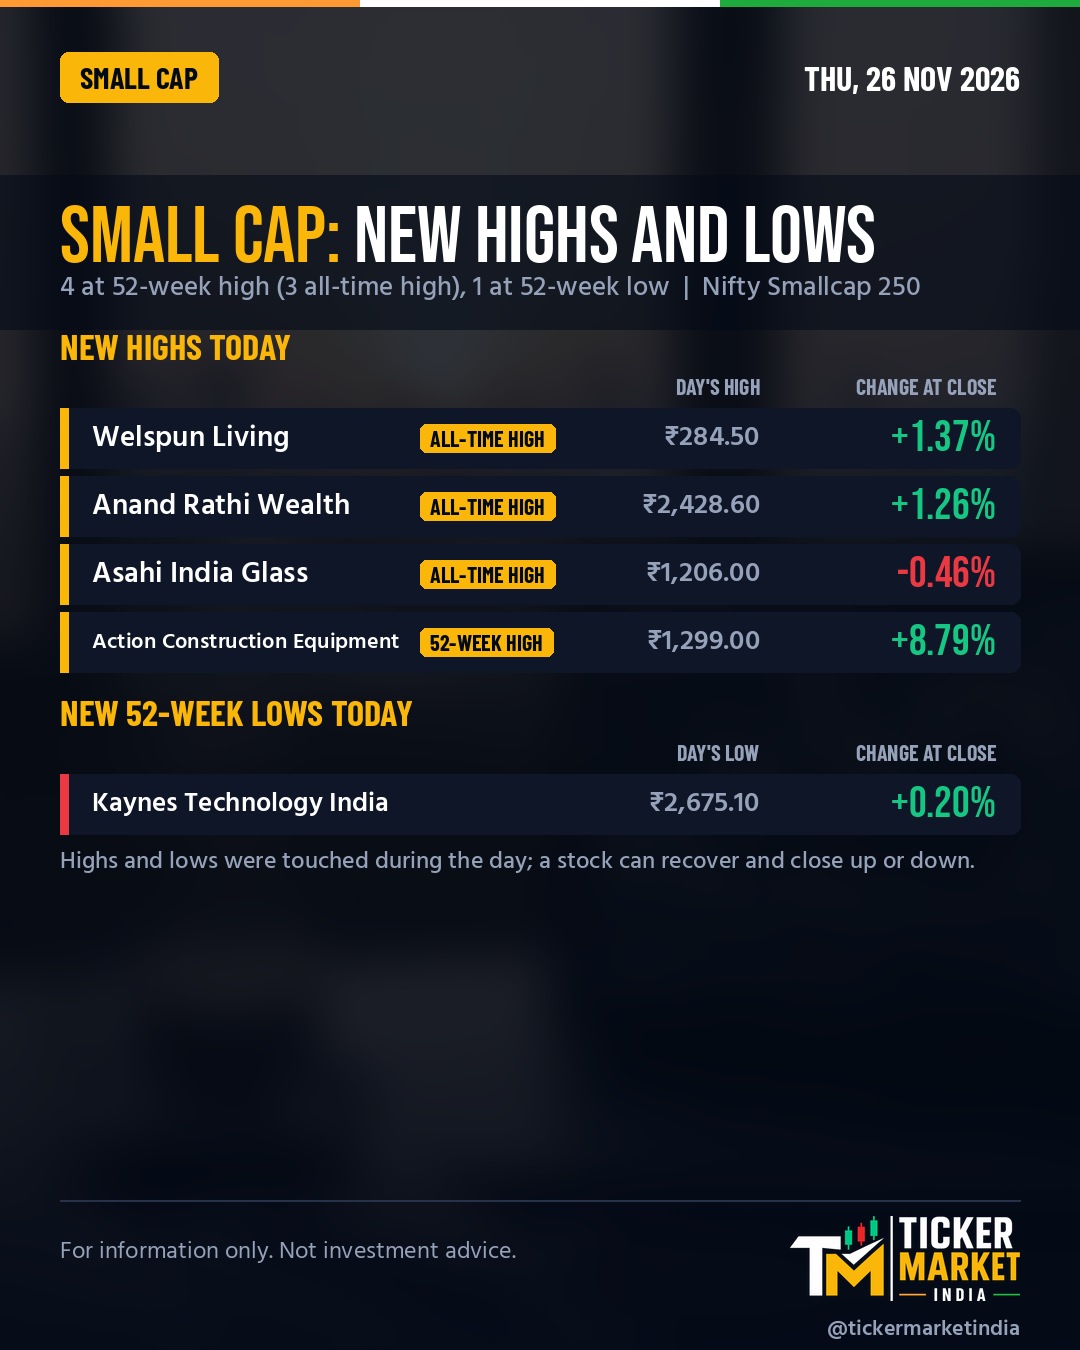 SMALL CAP
THU, 26 NOV 2026
SMALL CAP: NEW HIGHS AND LOWS
4 at 52-week high (3 all-time high), 1 at 52-week low | Nifty Smallcap 250
NEW HIGHS TODAY
DAY'S HIGH CHANGE AT CLOSE
Welspun Living ALL-TIME HIGH ₹284.50 +1.37%
Anand Rathi Wealth ALL-TIME HIGH ₹2,428.60 +1.26%
Asahi India Glass ALL-TIME HIGH ₹1,206.00 -0.46%
Action Construction Equipment 52-WEEK HIGH ₹1,299.00 +8.79%
NEW 52-WEEK LOWS TODAY
DAY'S LOW CHANGE AT CLOSE
Kaynes Technology India ₹2,675.10 +0.20%
Highs and lows were touched during the day; a stock can recover and close up or down.
For information only. Not investment advice.
TM TICKER
MARKET
INDIA
@tickermarketindia